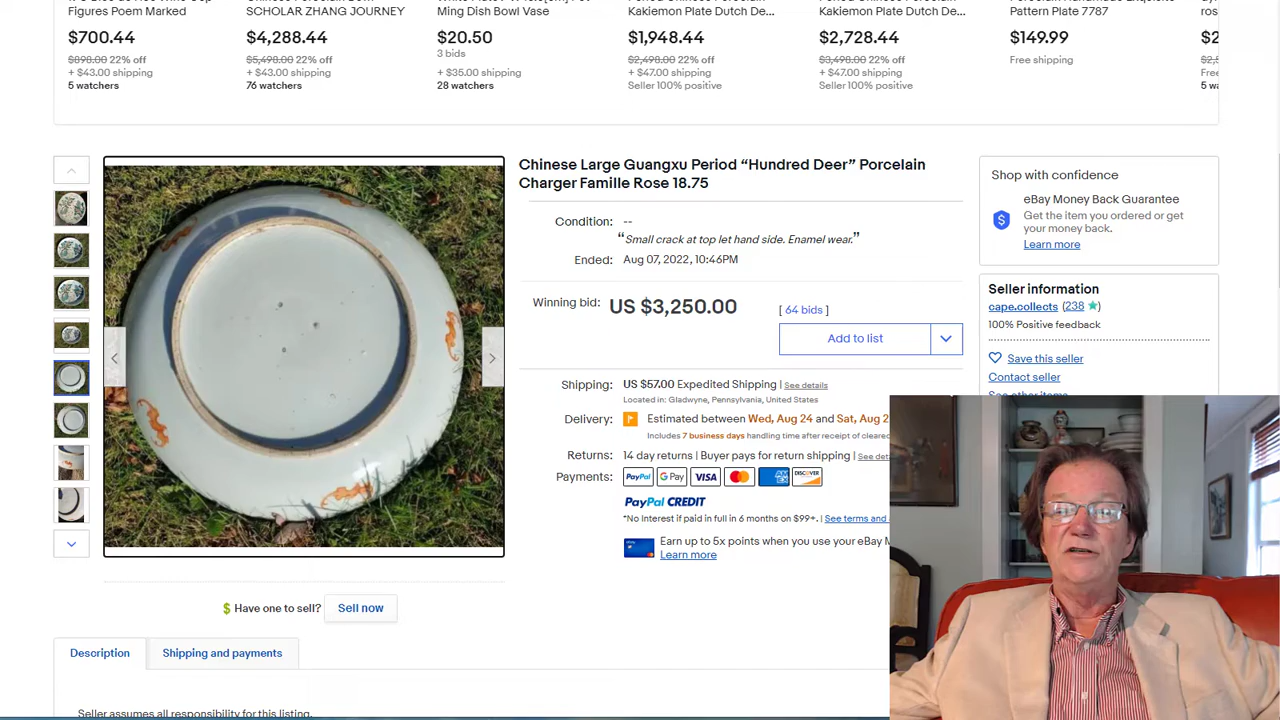 Figures Poem Marked
SCHOLAR ZHANG JOURNEY
Ming Dish Bowl Vase
Kakiemon Plate Dutch De...
Kakiemon Plate Dutch De...
Pattern Plate 7787
$700.44
$4,288.44
$20.50
$1,948.44
$2,728.44
$149.99
$2
$898.00 22% off
$5,498.00 22% off
3 bids
$2,498.00 22% off
$3,498.00 22% off
Free shipping
+ $43.00 shipping
+ $43.00 shipping
+ $35.00 shipping
+ $47.00 shipping
+ $47.00 shipping
5 watchers
76 watchers
28 watchers
Seller 100% positive
Seller 100% positive
Chinese Large Guangxu Period “Hundred Deer” Porcelain
Charger Famille Rose 18.75
Condition: --
“Small crack at top let hand side. Enamel wear.”
Ended: Aug 07, 2022, 10:46PM
Winning bid: US $3,250.00 [ 64 bids ]
Add to list
Shipping: US $57.00 Expedited Shipping | See details
Located in: Gladwyne, Pennsylvania, United States
Delivery: Estimated between Wed, Aug 24 and Sat, Aug 2
Includes 7 business days handling time after receipt of cleared
Returns: 14 day returns | Buyer pays for return shipping | See det
Payments: PayPal G Pay VISA DISCOVER
PayPal CREDIT
*No Interest if paid in full in 6 months on $99+. | See terms and
Earn up to 5x points when you use your eBay M
Learn more
Shop with confidence
eBay Money Back Guarantee
Get the item you ordered or get
your money back.
Learn more
Seller information
cape.collects (238)
100% Positive feedback
Save this seller
Contact seller
$ Have one to sell? Sell now
Description
Shipping and payments
Seller assumes all responsibility for this listing.